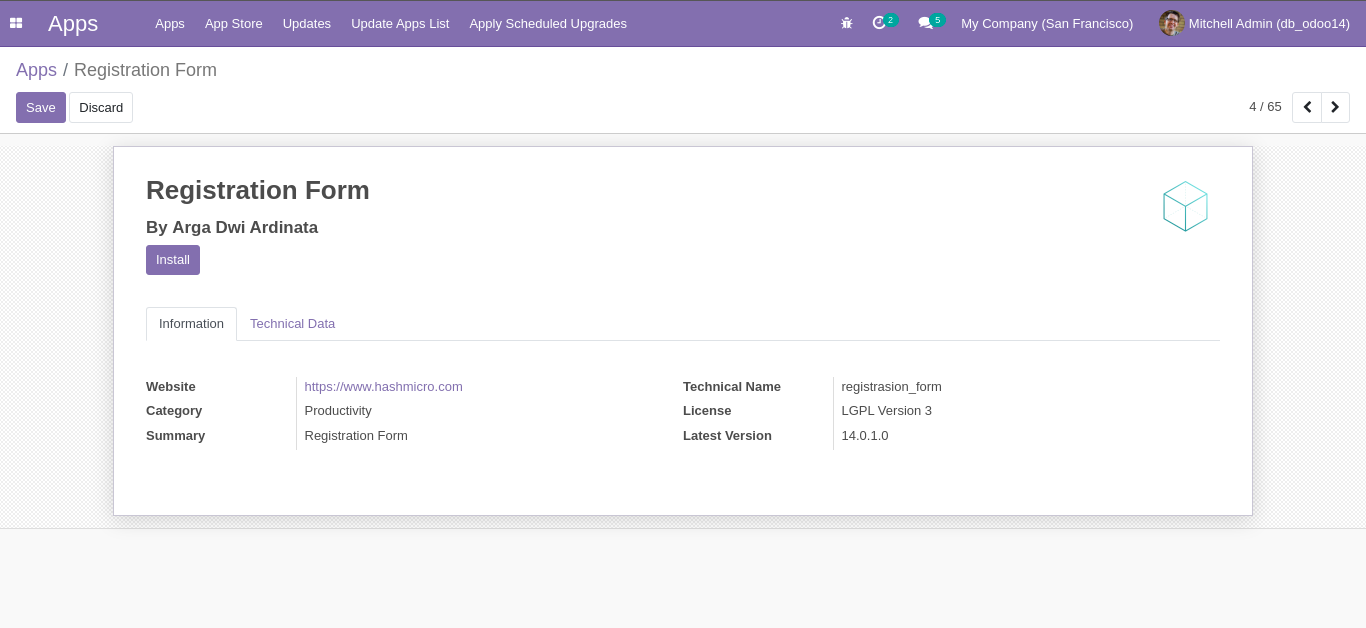 Apps Apps App Store Updates Update Apps List Apply Scheduled Upgrades 2 5 My Company (San Francisco) Mitchell Admin (db_odoo14)
Apps / Registration Form
Save Discard 4 / 65
Registration Form
By Arga Dwi Ardinata
Install
Information Technical Data
Website https://www.hashmicro.com Technical Name registrasion_form
Category Productivity License LGPL Version 3
Summary Registration Form Latest Version 14.0.1.0